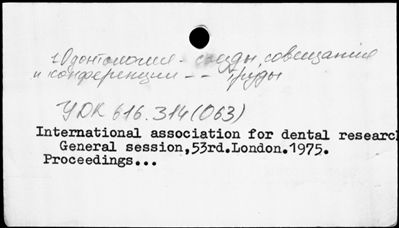 1. Одонтология - съезды, совещания
и конференции -- Труды
УДК 616.314(063)
International association for dental researc
General session,53rd.London.1975.
Proceedings...